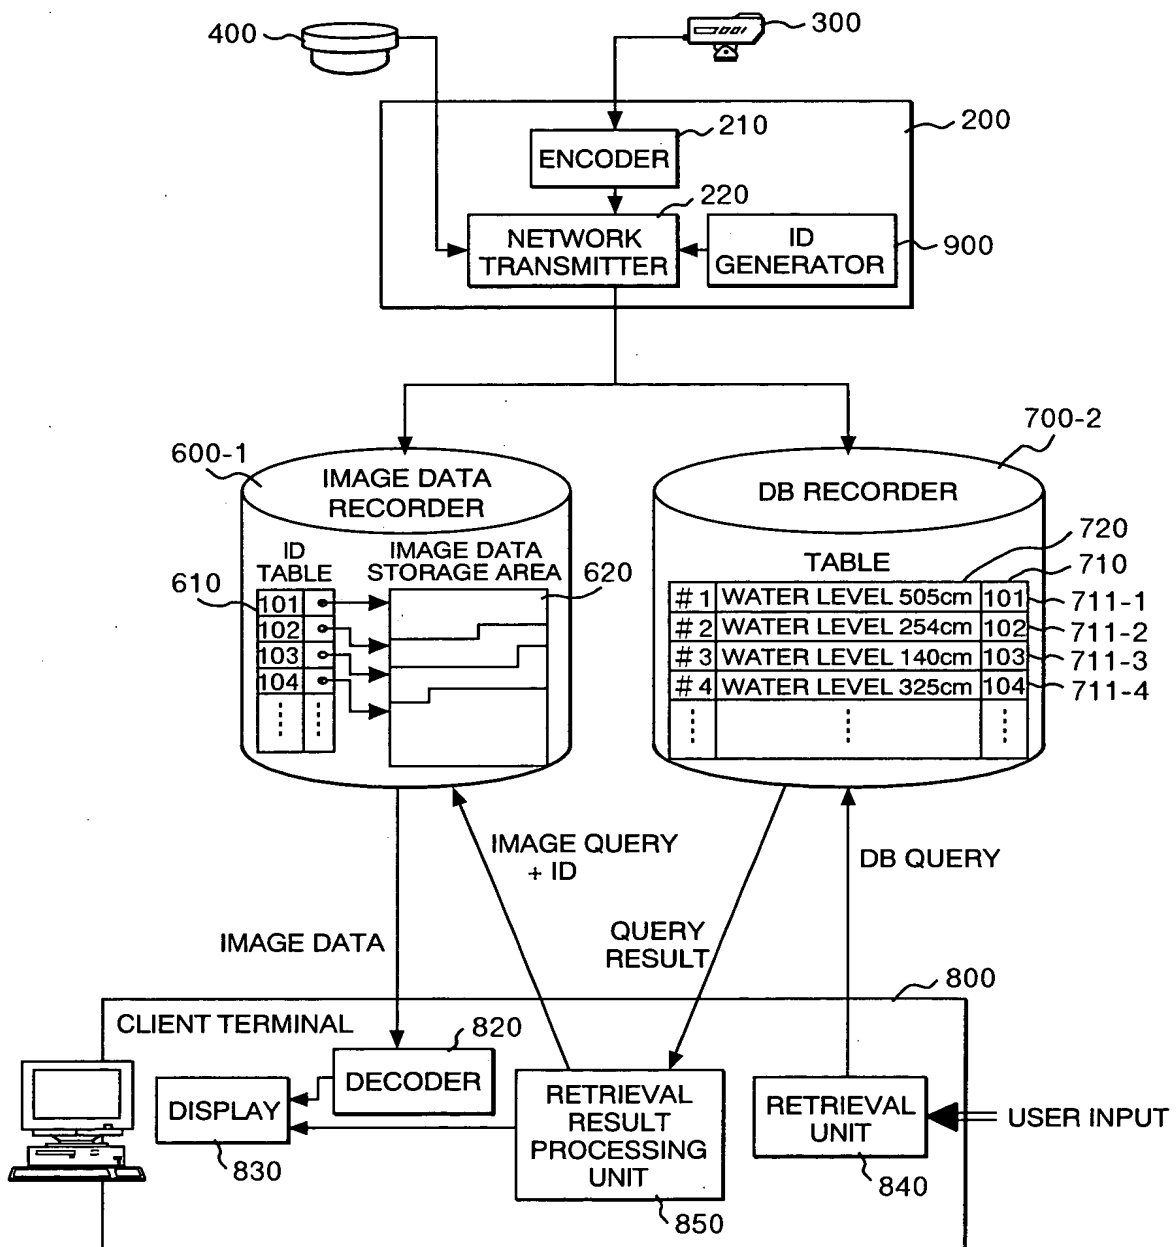 400
300
200
210
ENCODER
220
NETWORK
TRANSMITTER
ID
GENERATOR
900
600-1
IMAGE DATA
RECORDER
ID
TABLE
IMAGE DATA
STORAGE AREA
610
620
101
102
103
104
700-2
DB RECORDER
TABLE
720
710
#1 WATER LEVEL 505cm 101
711-1
#2 WATER LEVEL 254cm 102
711-2
#3 WATER LEVEL 140cm 103
711-3
#4 WATER LEVEL 325cm 104
711-4
IMAGE QUERY
+ ID
DB QUERY
IMAGE DATA
QUERY
RESULT
800
CLIENT TERMINAL
820
DECODER
DISPLAY
830
RETRIEVAL
RESULT
PROCESSING
UNIT
850
RETRIEVAL
UNIT
840
USER INPUT